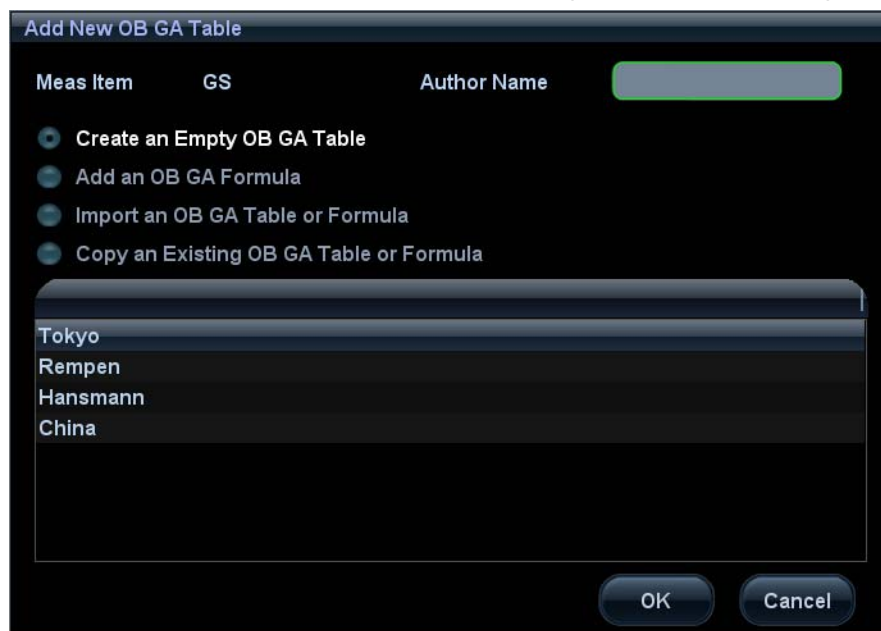 Add New OB GA Table
Meas Item GS Author Name
Create an Empty OB GA Table
Add an OB GA Formula
Import an OB GA Table or Formula
Copy an Existing OB GA Table or Formula
Tokyo
Rempen
Hansmann
China
OK Cancel